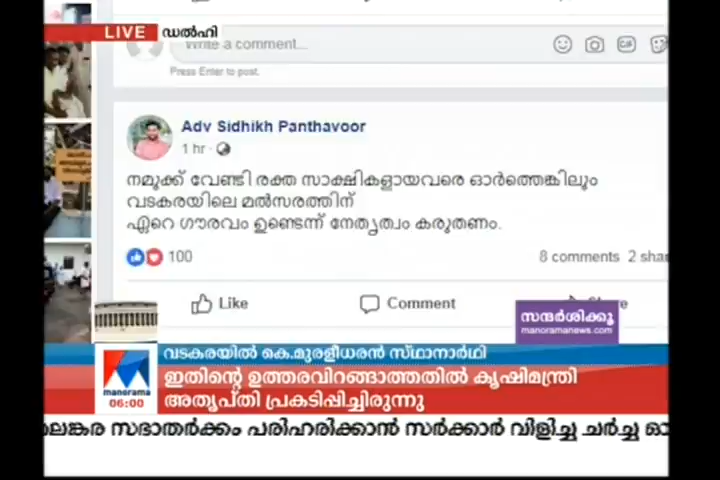 LIVE ഡൽഹി
Write a comment...
GIF
Press Enter to post.
Adv Sidhikh Panthavoor
1 hr
നമുക്ക് വേണ്ടി രക്ത സാക്ഷികളായവരെ ഓർത്തെങ്കിലും
വടകരയിലെ മൽസരത്തിന്
ഏറെ ഗൗരവം ഉണ്ടെന്ന് നേതൃത്വം കരുതണം.
100
8 comments 2
Like
Comment
സന്ദർശിക്കൂ
manoramanews.com
വടകരയിൽ കെ.മുരളീധരൻ സ്ഥാനാർഥി
ഇതിന്റെ ഉത്തരവിറങ്ങാത്തതിൽ കൃഷിമന്ത്രി
അതൃപ്തി പ്രകടിപ്പിച്ചിരുന്നു
manorama
06:00
സഭാതർക്കം പരിഹരിക്കാൻ സർക്കാർ വിളിച്ച ചർച്ച